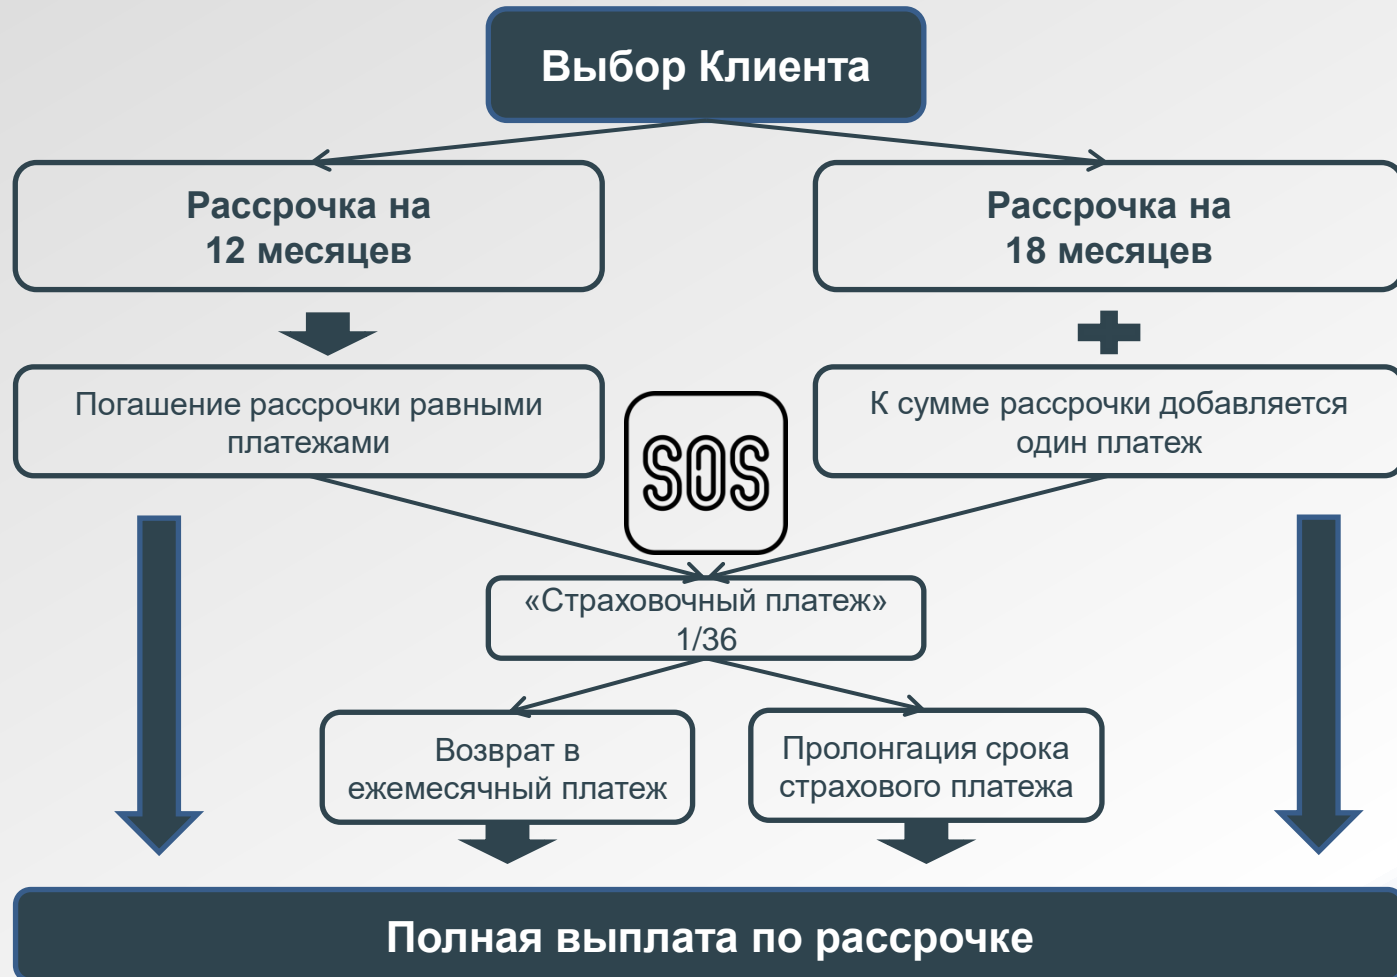 Выбор Клиента
Рассрочка на
12 месяцев
Рассрочка на
18 месяцев
Погашение рассрочки равными
платежами
К сумме рассрочки добавляется
один платеж
SOS
«Страховочный платеж»
1/36
Возврат в
ежемесячный платеж
Пролонгация срока
страхового платежа
Полная выплата по рассрочке